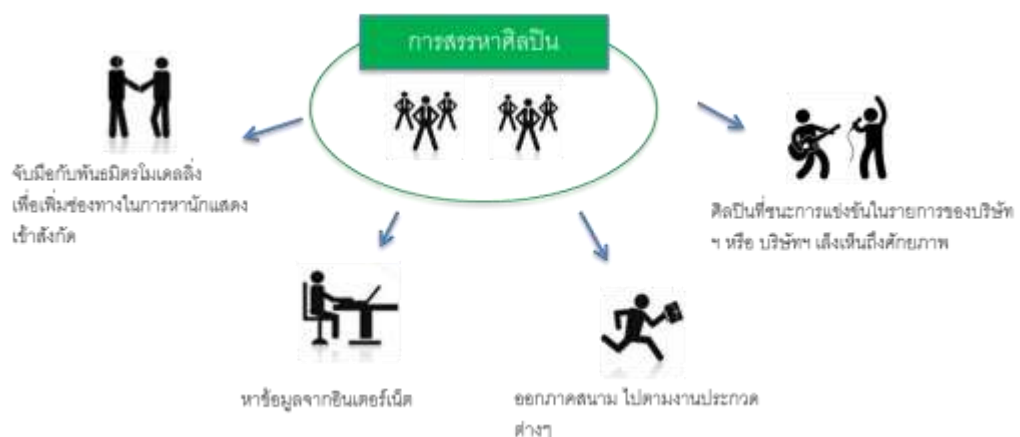 การสรรหาศิลปิน
จับมือกับพันธมิตรโมเดลลิ่ง
เพื่อเพิ่มช่องทางในการหานักแสดง
เข้าสังกัด
ศิลปินที่ชนะการแข่งขันในรายการของบริษัท
ฯ หรือ บริษัทฯ เล็งเห็นถึงศักยภาพ
หาข้อมูลจากอินเตอร์เน็ต
ออกภาคสนาม ไปตามงานประกวด
ต่างๆ